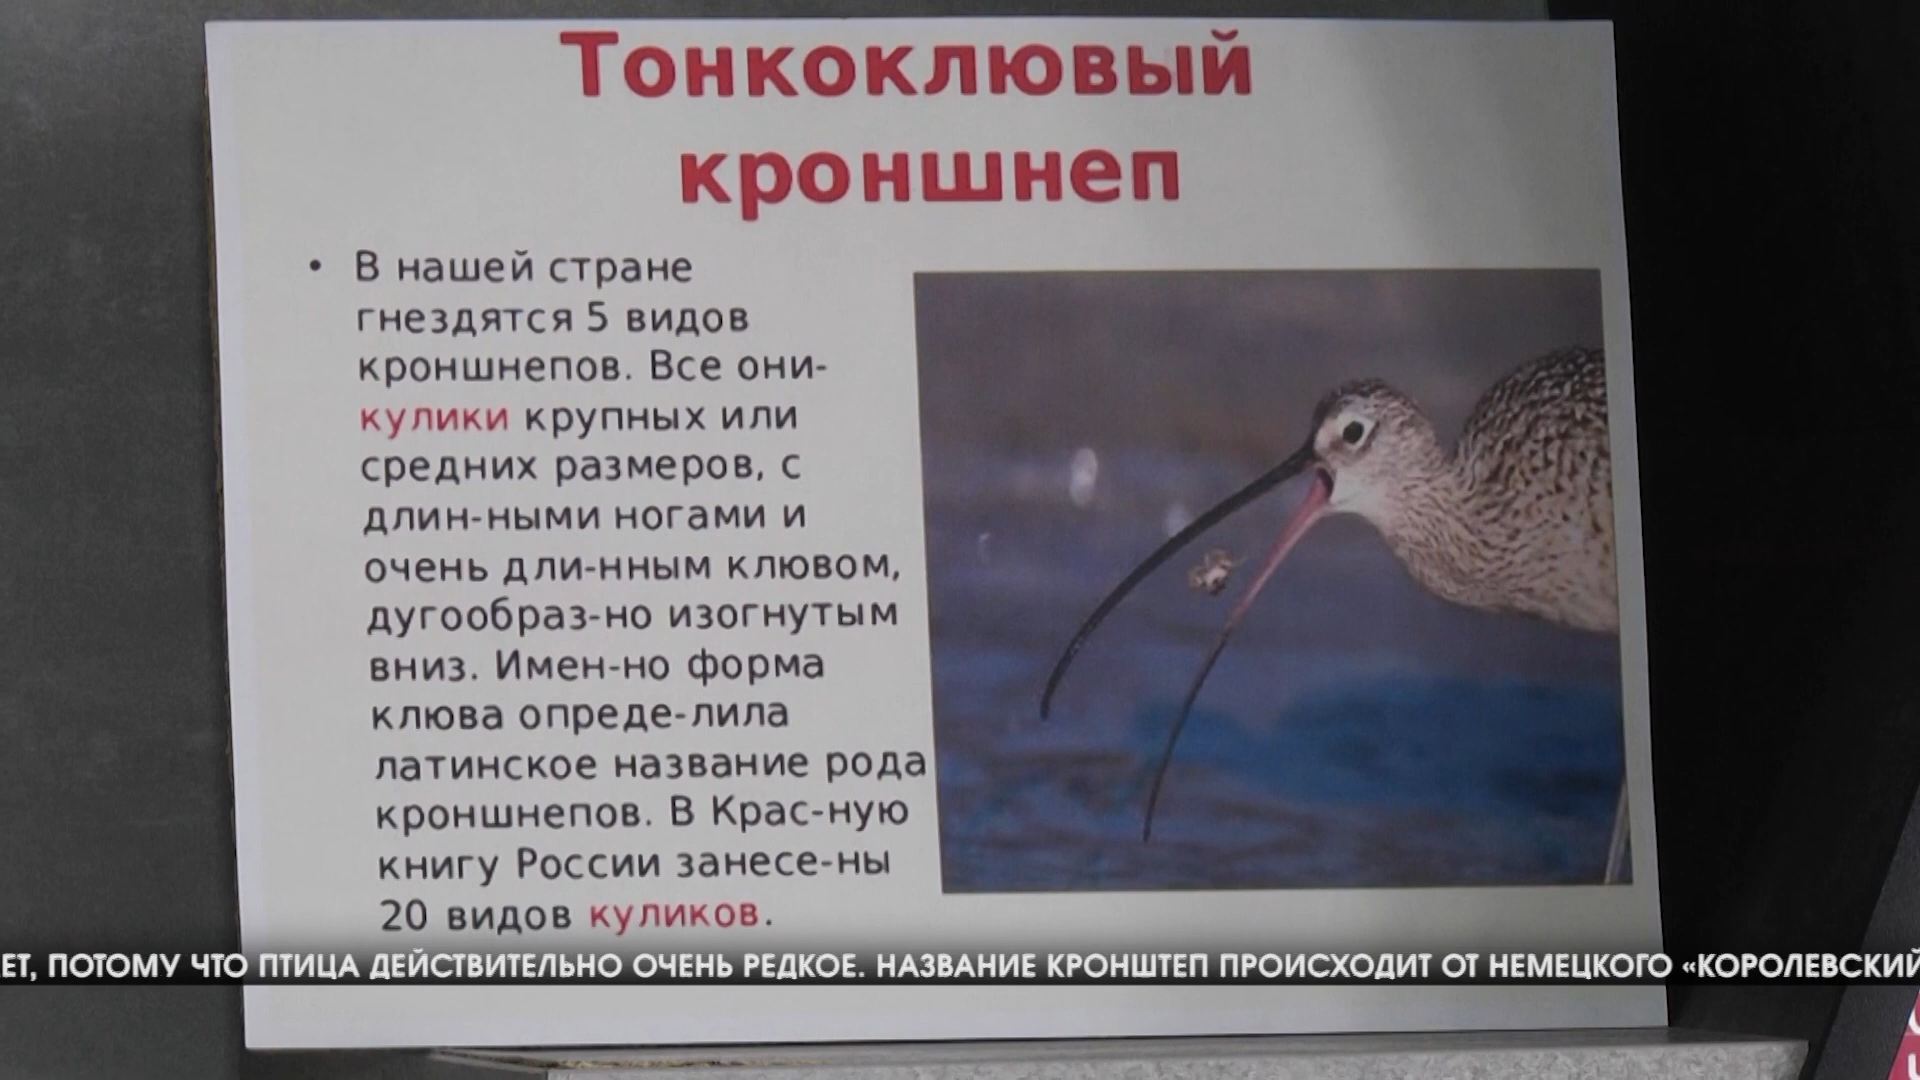 Тонкоклювый
кроншнеп
• В нашей стране
гнездятся 5 видов
кроншнепов. Все они-
кулики крупных или
средних размеров, с
длин-ными ногами и
очень дли-нным клювом,
дугообраз-но изогнутым
вниз. Имен-но форма
клюва опреде-лила
латинское название рода
кроншнепов. В Крас-ную
книгу России занесе-ны
20 видов куликов.
ЕТ, ПОТОМУ ЧТО ПТИЦА ДЕЙСТВИТЕЛЬНО ОЧЕНЬ РЕДКОЕ. НАЗВАНИЕ КРОНШТЕП ПРОИСХОДИТ ОТ НЕМЕЦКОГО «КОРОЛЕВСКИЙ